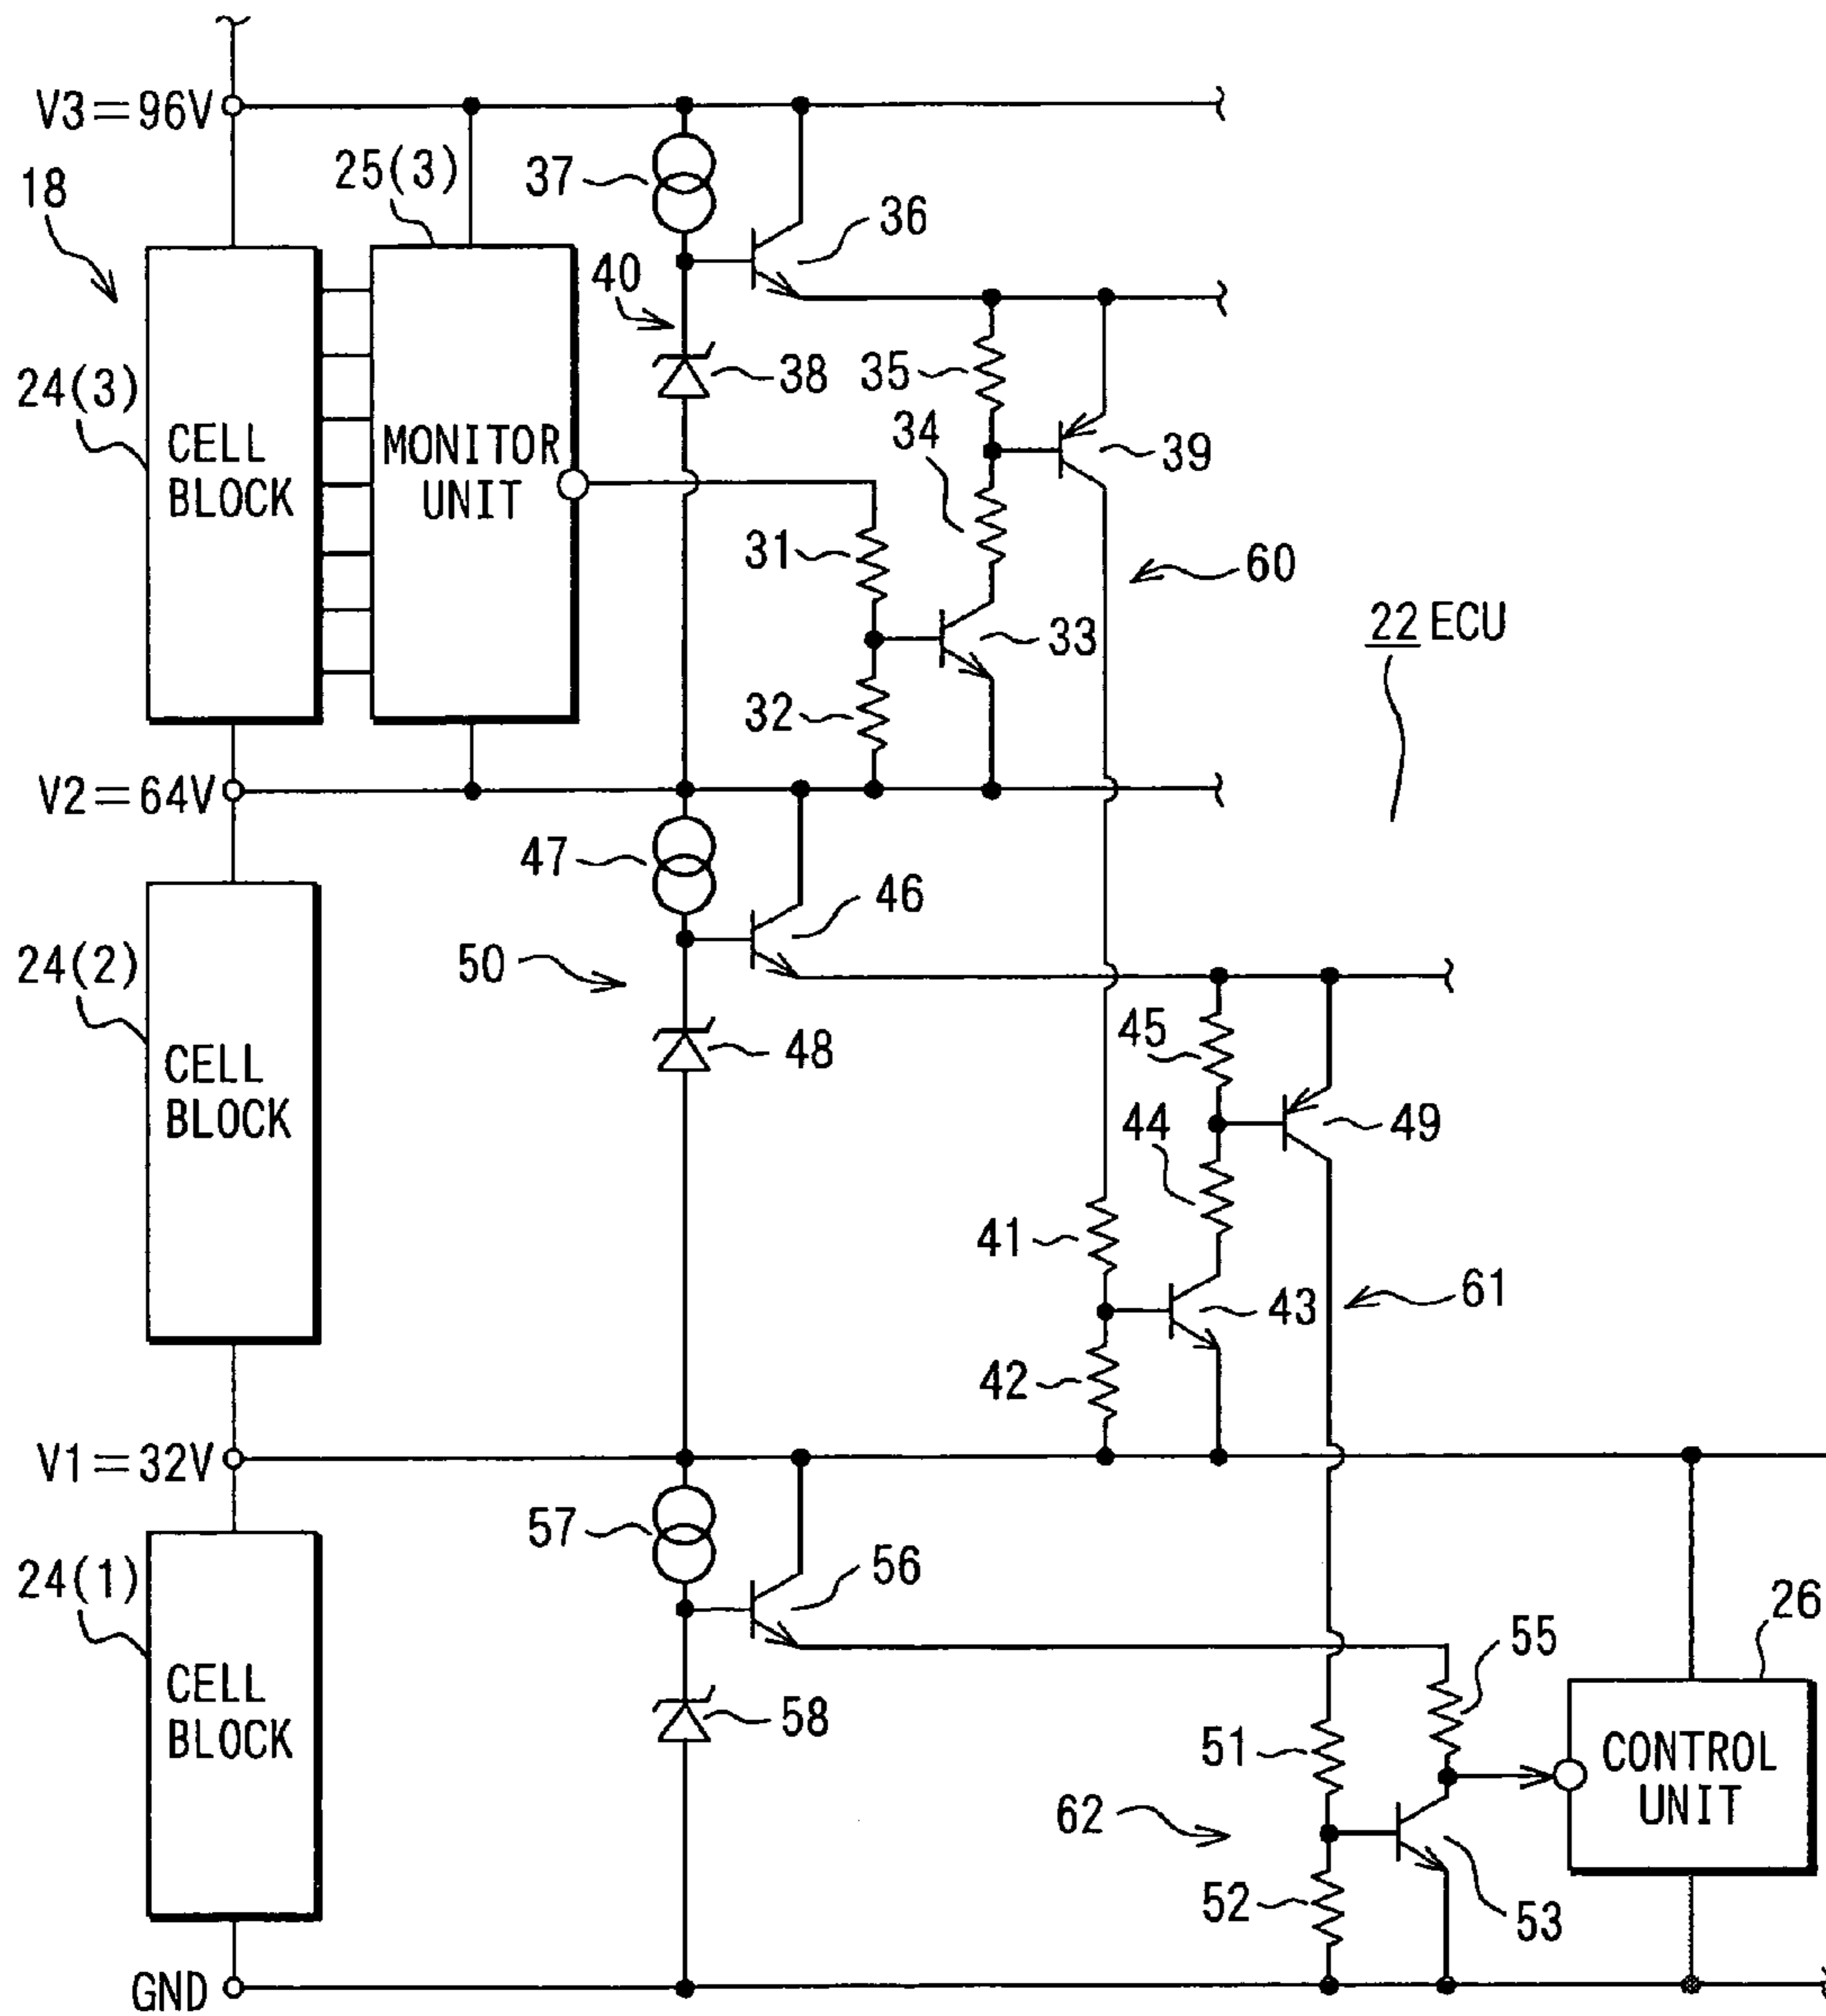 V3=96V
18
25(3)
37
36
40
24(3)
CELL
BLOCK
MONITOR
UNIT
38
35
34
39
31
60
33
22 ECU
32
V2=64V
47
46
50
24(2)
48
CELL
BLOCK
45
44
49
41
43
61
42
V1=32V
57
56
24(1)
26
55
CELL
BLOCK
58
51
CONTROL
UNIT
62
52
53
GND